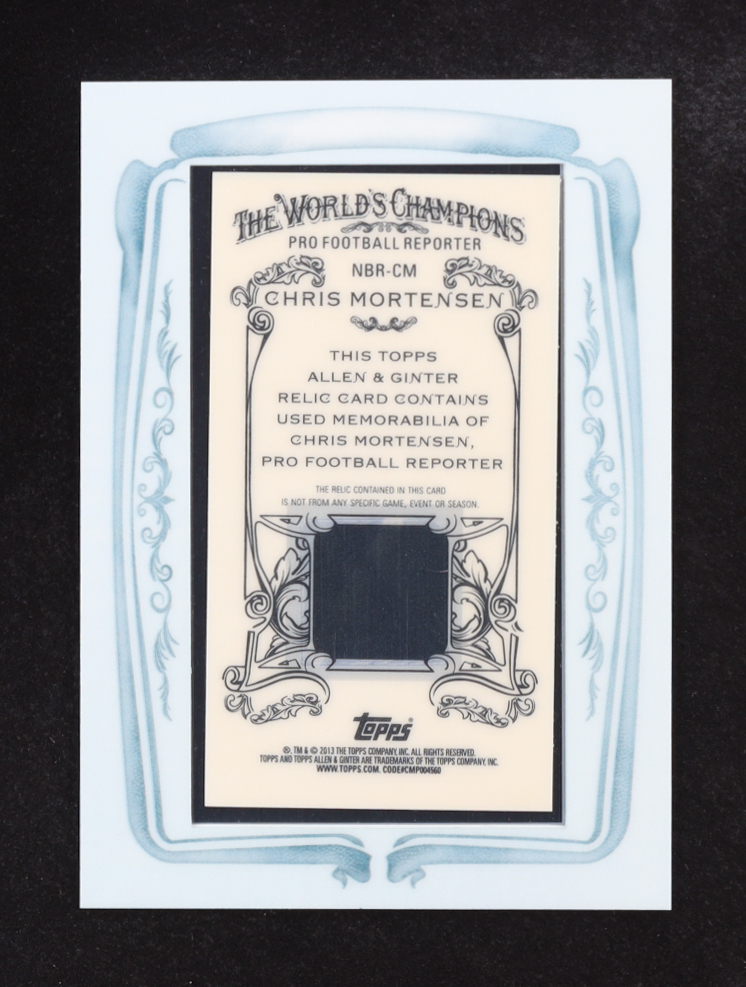 THE WORLD'S CHAMPIONS
PRO FOOTBALL REPORTER
NBR-CM
CHRIS MORTENSEN
THIS TOPPS
ALLEN & GINTER
RELIC CARD CONTAINS
USED MEMORABILIA OF
CHRIS MORTENSEN,
PRO FOOTBALL REPORTER
THE RELIC CONTAINED IN THIS CARD
IS NOT FROM ANY SPECIFIC GAME, EVENT OR SEASON.
Topps®
®, TM & © 2013 THE TOPPS COMPANY, INC. ALL RIGHTS RESERVED.
TOPPS AND TOPPS ALLEN & GINTER ARE TRADEMARKS OF THE TOPPS COMPANY, INC.
WWW.TOPPS.COM. CODE#CMP004560